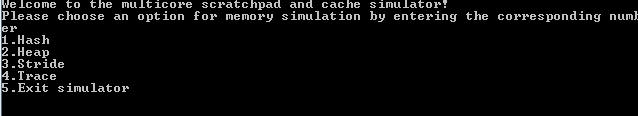 Welcome to the multicore scratchpad and cache simulator!
Please choose an option for memory simulation by entering the corresponding numb
er
1.Hash
2.Heap
3.Stride
4.Trace
5.Exit simulator